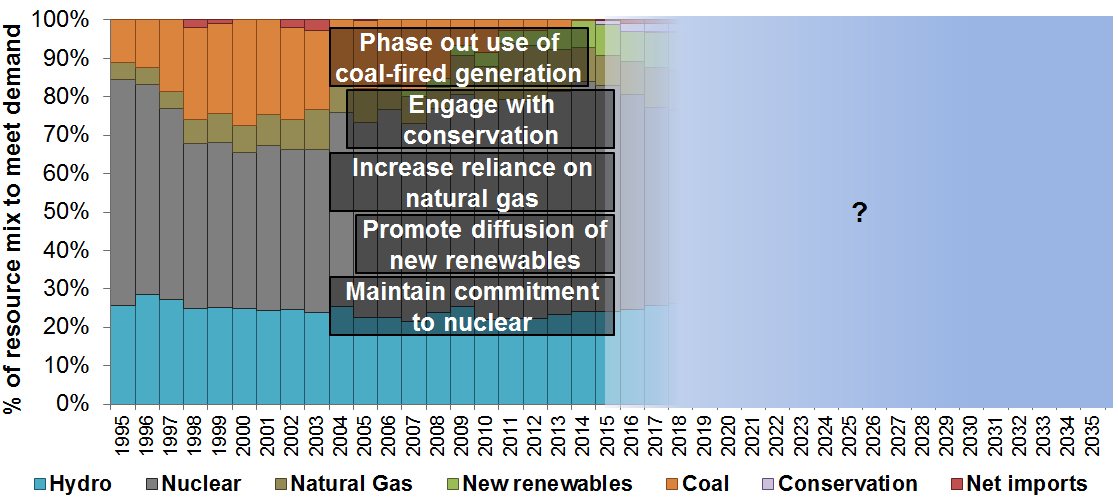 % of resource mix to meet demand
100%
90%
80%
70%
60%
50%
40%
30%
20%
10%
0%
Phase out use of
coal-fired generation
Engage with
conservation
Increase reliance on
natural gas
Promote diffusion of
new renewables
Maintain commitment
to nuclear
?
1995 1996 1997 1998 1999 2000 2001 2002 2003 2004 2005 2006 2007 2008 2009 2010 2011 2012 2013 2014 2015 2016 2017 2018 2019 2020 2021 2022 2023 2024 2025 2026 2027 2028 2029 2030 2031 2032 2033 2034 2035
Hydro Nuclear Natural Gas New renewables Coal Conservation Net imports